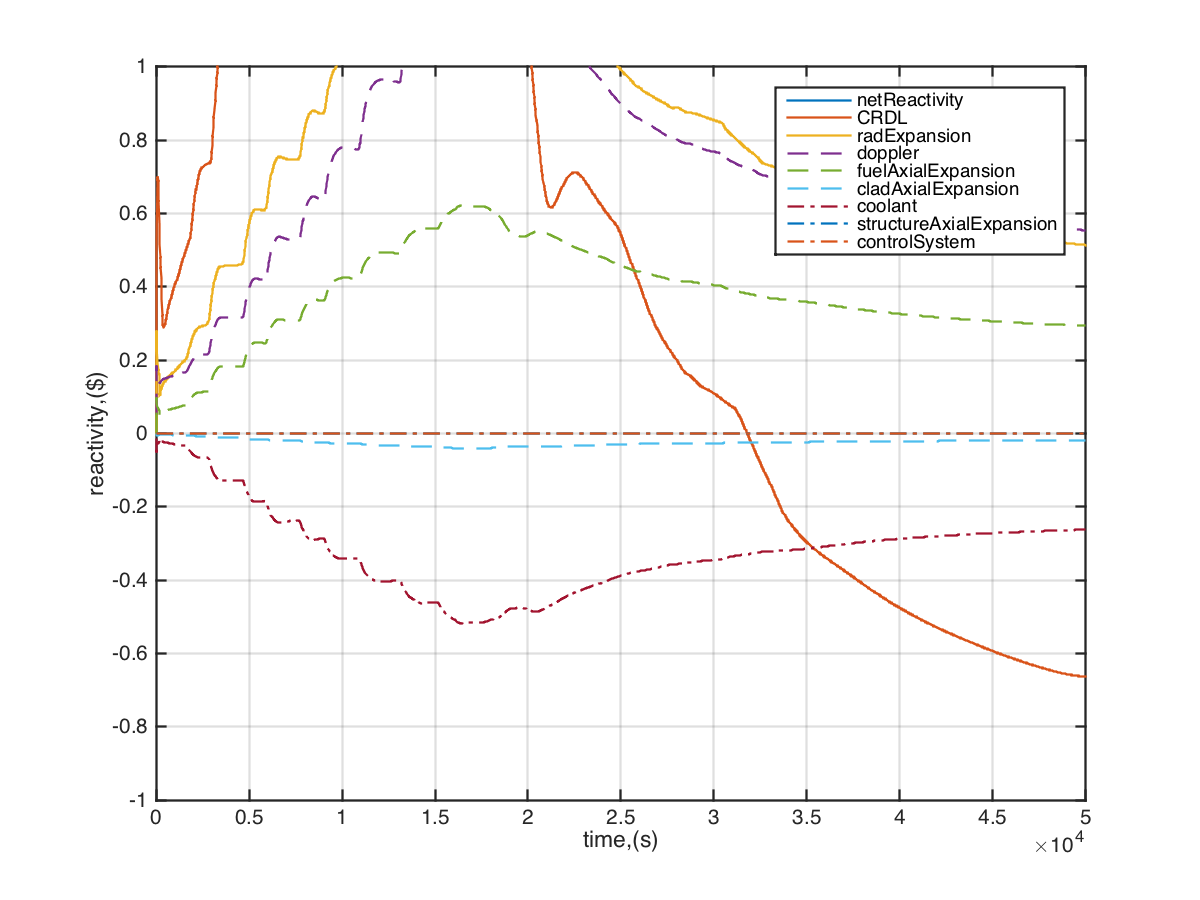 1
0.8
0.6
0.4
0.2
0
-0.2
-0.4
-0.6
-0.8
-1
reactivity,($)
netReactivity
CRDL
radExpansion
doppler
fuelAxialExpansion
cladAxialExpansion
coolant
structureAxialExpansion
controlSystem
0 0.5 1 1.5 2 2.5 3 3.5 4 4.5 5
time,(s)
×10⁴